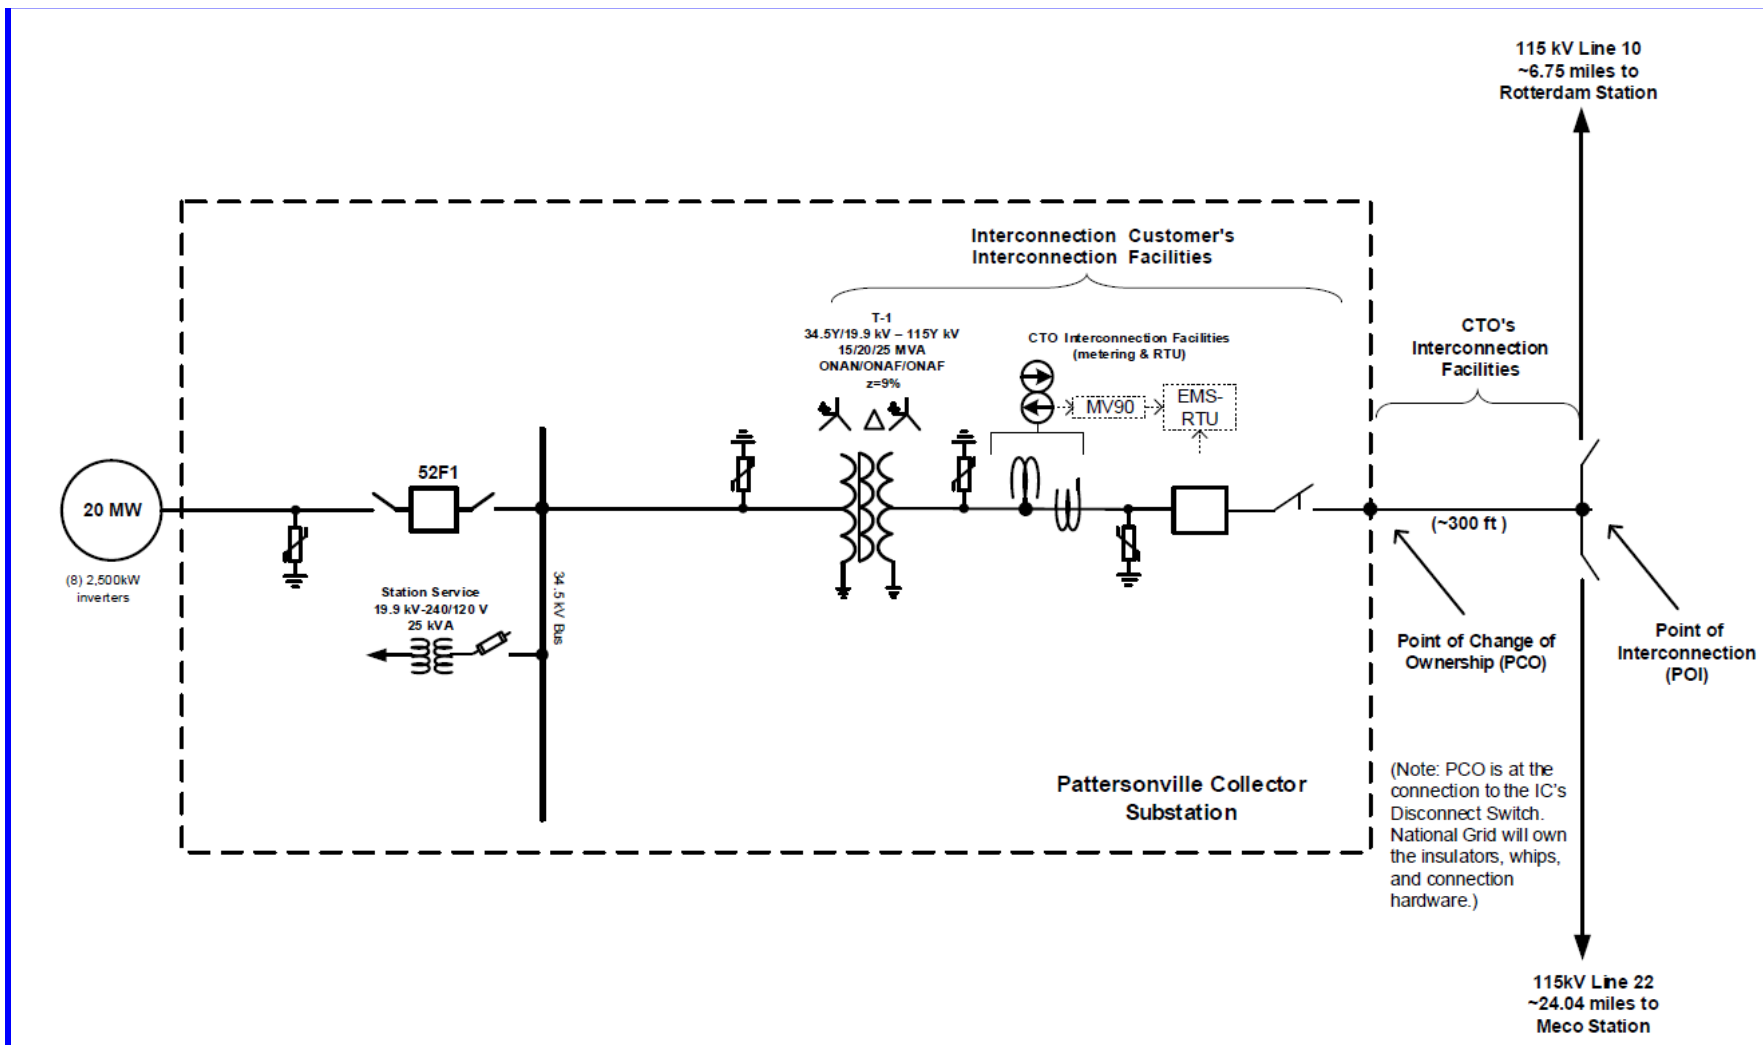 115 kV Line 10
~6.75 miles to
Rotterdam Station
Interconnection Customer's
Interconnection Facilities
T-1
34.5Y/19.9 kV – 115Y kV
15/20/25 MVA
ONAN/ONAF/ONAF
z=9%
CTO Interconnection Facilities
(metering & RTU)
MV90
EMS-
RTU
CTO's
Interconnection
Facilities
52F1
20 MW
(8) 2,500kW
inverters
Station Service
19.9 kV-240/120 V
25 kVA
34.5 kV Bus
(~300 ft )
Point of Change of
Ownership (PCO)
Point of
Interconnection
(POI)
Pattersonville Collector
Substation
(Note: PCO is at the
connection to the IC's
Disconnect Switch.
National Grid will own
the insulators, whips,
and connection
hardware.)
115kV Line 22
~24.04 miles to
Meco Station